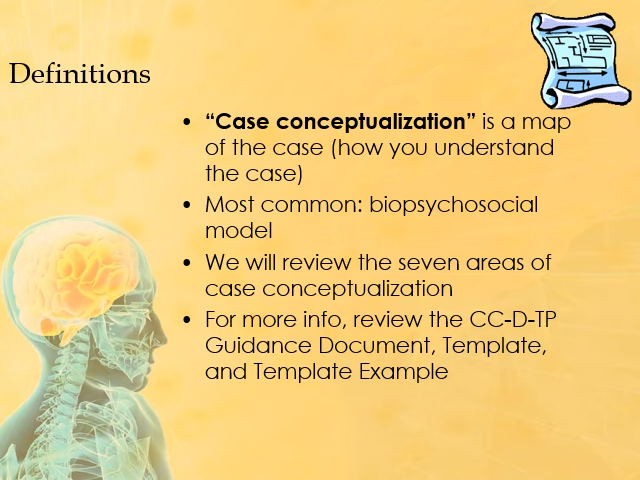 Definitions
• “Case conceptualization” is a map
of the case (how you understand
the case)
• Most common: biopsychosocial
model
• We will review the seven areas of
case conceptualization
• For more info, review the CC-D-TP
Guidance Document, Template,
and Template Example